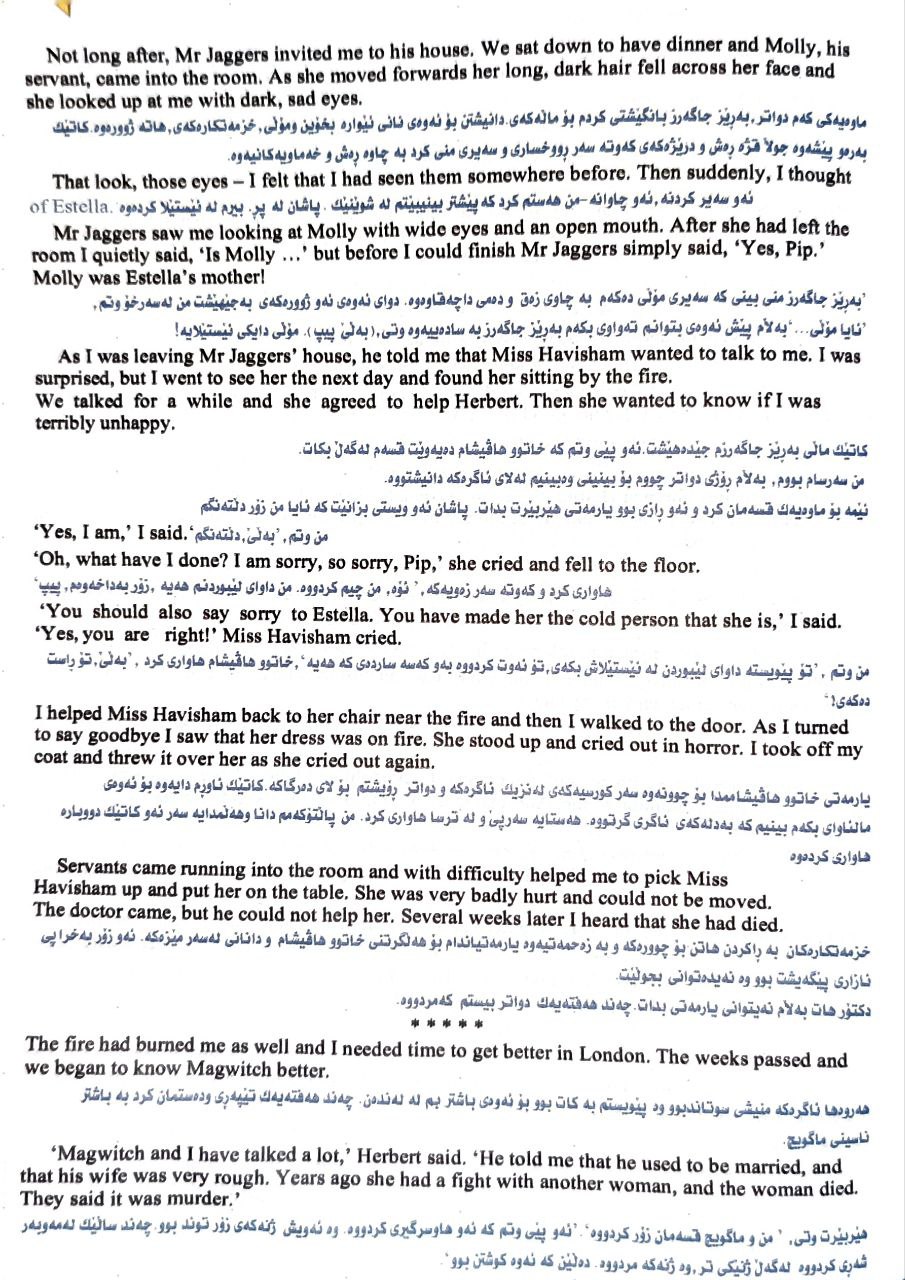 Not long after, Mr Jaggers invited me to his house. We sat down to have dinner and Molly, his
servant, came into the room. As she moved forwards her long, dark hair fell across her face and
she looked up at me with dark, sad eyes.
ماوەیەکی کەم دواتر,بەڕێز جاگەرز بانگێشتی کردم بۆ ماڵەکەی.دانیشتن بۆ ئەوەی نانی ئێوارە بخۆین ومۆڵی,خزمەتکارەکەی,هاتە ژوورەوە.کاتێك
بەرەو پێشەوە جوڵا قژە ڕەش و درێژەکەی کەوتە سەر ڕووخساری و سەیری منی کرد بە چاوە ڕەش و خەماویەکانیەوە.
That look, those eyes – I felt that I had seen them somewhere before. Then suddenly, I thought
of Estella. ئەو سەیر کردنە,ئەو چاوانە-من هەستم کرد کە پێشتر بینیبێتم لە شوێنێك .پاشان لە پڕ. بیرم لە ئێستێلا کردەوە
Mr Jaggers saw me looking at Molly with wide eyes and an open mouth. After she had left the
room I quietly said, ‘Is Molly …’ but before I could finish Mr Jaggers simply said, ‘Yes, Pip.’
Molly was Estella’s mother!
'بەڕێز جاگەرز منی بینی کە سەیری مۆڵی دەکەم بە چاوی زەق و دەمی داچەقاوەوە. دوای ئەوەی ئەو ژوورەکەی بەجێهێشت من لەسەرخۆ وتم,
'ئایا مۆڵی...'بەڵام پێش ئەوەی بتوانم تەواوی بکەم بەڕێز جاگەرز بە سادەییەوە وتی,(بەڵێ پیپ). مۆڵی دایکی ئێستێلایە!
As I was leaving Mr Jaggers’ house, he told me that Miss Havisham wanted to talk to me. I was
surprised, but I went to see her the next day and found her sitting by the fire.
We talked for a while and she agreed to help Herbert. Then she wanted to know if I was
terribly unhappy.
کاتێك ماڵی بەڕێز جاگەرزم جێدەهێشت.ئەو پێی وتم کە خاتوو هاڤیشام دەیەوێت قسەم لەگەڵ بکات.
من سەرسام بووم, بەڵام ڕۆژی دواتر چووم بۆ بینینی وەبینیم لەلای ئاگرەکە دانیشتووە.
ئێمە بۆ ماوەیەك قسەمان کرد و ئەو ڕازی بوو یارمەتی هێربێرت بدات. پاشان ئەو ویستی بزانێت کە ئایا من زۆر دڵتەنگم
‘Yes, I am,’ I said. من وتم ,'بەڵێ,دڵتەنگم'
‘Oh, what have I done? I am sorry, so sorry, Pip,’ she cried and fell to the floor.
هاواری کرد و کەوتە سەر زەویەکە, ' ئۆە, من چیم کردووە. من داوای لێبوردنم هەیە ,زۆر بەداخەوەم, پیپ'
‘You should also say sorry to Estella. You have made her the cold person that she is,’ I said.
‘Yes, you are right!’ Miss Havisham cried.
من وتم , 'تۆ پێویستە داوای لێبوردن لە ئێستێلاش بکەی,تۆ ئەوت کردووە بەو کەسە ساردەی کە هەیە' ,خاتوو هاڤیشام هاواری کرد , 'بەڵێ,تۆ ڕاست
دەکەی!'
I helped Miss Havisham back to her chair near the fire and then I walked to the door. As I turned
to say goodbye I saw that her dress was on fire. She stood up and cried out in horror. I took off my
coat and threw it over her as she cried out again.
یارمەتی خاتوو هاڤیشاممدا بۆ چوونەوە سەر کورسیەکەی لەنزیك ئاگرەکە و دواتر ڕۆیشتم بۆ لای دەرگاکە.کاتێك ئاوڕم دایەوە بۆ ئەوەی
ماڵئاوای بکەم بینیم کە بەدلەکەی ئاگری گرتووە. هەستایە سەرپێ و لە ترسا هاواری کرد. من پاڵتۆکەمم دانا وهەڵمدایە سەر ئەو کاتێك دووبارە
هاواری کردەوە
Servants came running into the room and with difficulty helped me to pick Miss
Havisham up and put her on the table. She was very badly hurt and could not be moved.
The doctor came, but he could not help her. Several weeks later I heard that she had died.
خزمەتکارەکان بە ڕاکردن هاتن بۆ چوورەکە و بە زەحمەتیەوە یارمەتیاندام بۆ هەڵگرتنی خاتوو هاڤیشام و دانانی لەسەر مێزەکە. ئەو زۆر بەخراپی
ئازاری پێگەیشت بوو وە نەیدەتوانی بجوڵێت.
دکتۆر هات بەڵام نەیتوانی یارمەتی بدات.چەند هەفتەیەك دواتر بیستم کەمردووە.
* * * * *
The fire had burned me as well and I needed time to get better in London. The weeks passed and
we began to know Magwitch better.
هەروەها ئاگرەکە منیشی سوتاندبوو وە پێویستم بە کات بوو بۆ ئەوەی باشتر بم لە لەندەن. چەند هەفتەیەك تێپەڕی ودەستمان کرد بە باشتر
ناسینی ماگویچ.
‘Magwitch and I have talked a lot,’ Herbert said. ‘He told me that he used to be married, and
that his wife was very rough. Years ago she had a fight with another woman, and the woman died.
They said it was murder.’
هێربێرت وتی, ' من و ماگویچ قسەمان زۆر کردووە'. 'ئەو پێی وتم کە ئەو هاوسرگیری کردووە. وە ئەویش ژنەکەی زۆر توند بوو. چەند ساڵێك لەمەوبەر
شەڕی کردووە لەگەڵ ژنێکی تر,وە ژنەکە مردووە. دەڵێن کە ئەوە کوشتن بوو'.